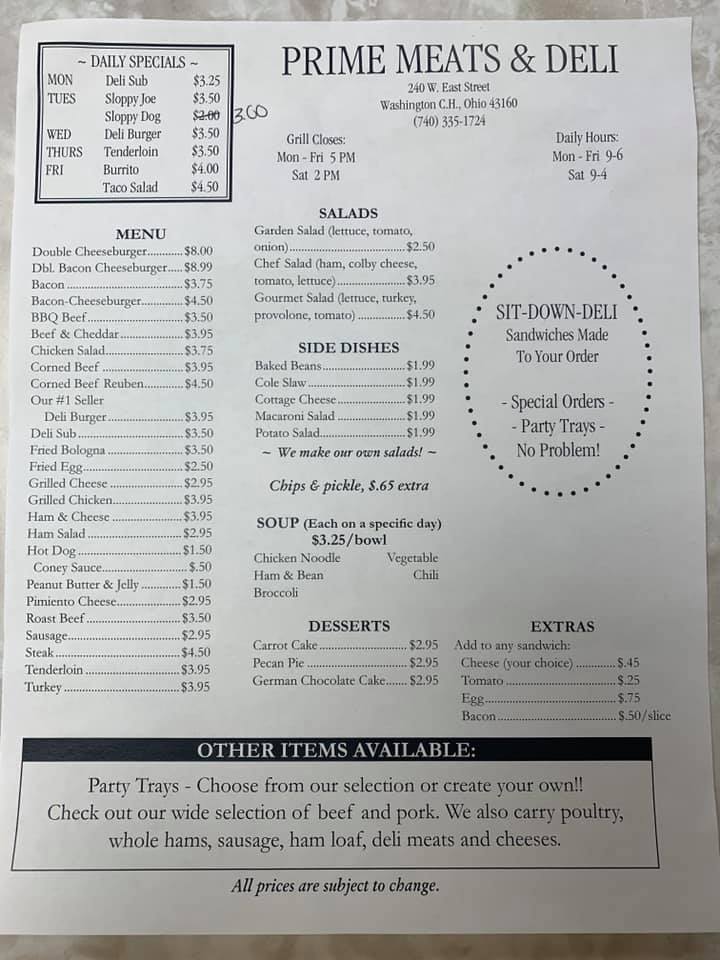 ~ DAILY SPECIALS ~
MON Deli Sub $3.25
TUES Sloppy Joe $3.50
Sloppy Dog $2.00 3.00
WED Deli Burger $3.50
THURS Tenderloin $3.50
FRI Burrito $4.00
Taco Salad $4.50
PRIME MEATS & DELI
240 W. East Street
Washington C.H., Ohio 43160
(740) 335-1724
Grill Closes:
Mon - Fri 5 PM
Sat 2 PM
Daily Hours:
Mon - Fri 9-6
Sat 9-4
MENU
Double Cheeseburger............$8.00
Dbl. Bacon Cheeseburger.....$8.99
Bacon.................................$3.75
Bacon-Cheeseburger.............$4.50
BBQ Beef...........................$3.50
Beef & Cheddar....................$3.95
Chicken Salad.......................$3.75
Corned Beef........................$3.95
Corned Beef Reuben............$4.50
Our #1 Seller
Deli Burger.......................$3.95
Deli Sub..............................$3.50
Fried Bologna......................$3.50
Fried Egg............................$2.50
Grilled Cheese.....................$2.95
Grilled Chicken....................$3.95
Ham & Cheese....................$3.95
Ham Salad..........................$2.95
Hot Dog.............................$1.50
Coney Sauce......................$.50
Peanut Butter & Jelly............$1.50
Pimiento Cheese..................$2.95
Roast Beef..........................$3.50
Sausage...............................$2.95
Steak..................................$4.50
Tenderloin..........................$3.95
Turkey................................$3.95
SALADS
Garden Salad (lettuce, tomato,
onion)..................................$2.50
Chef Salad (ham, colby cheese,
tomato, lettuce)....................$3.95
Gourmet Salad (lettuce, turkey,
provolone, tomato)..............$4.50
SIDE DISHES
Baked Beans........................$1.99
Cole Slaw............................$1.99
Cottage Cheese....................$1.99
Macaroni Salad....................$1.99
Potato Salad.........................$1.99
~ We make our own salads! ~
Chips & pickle, $.65 extra
SOUP (Each on a specific day)
$3.25/bowl
Chicken Noodle Vegetable
Ham & Bean Chili
Broccoli
DESSERTS
Carrot Cake..........................$2.95
Pecan Pie.............................$2.95
German Chocolate Cake......$2.95
SIT-DOWN-DELI
Sandwiches Made
To Your Order
- Special Orders -
- Party Trays -
No Problem!
EXTRAS
Add to any sandwich:
Cheese (your choice)............$.45
Tomato................................$.25
Egg......................................$.75
Bacon...................................$.50/slice
OTHER ITEMS AVAILABLE:
Party Trays - Choose from our selection or create your own!!
Check out our wide selection of beef and pork. We also carry poultry,
whole hams, sausage, ham loaf, deli meats and cheeses.
All prices are subject to change.